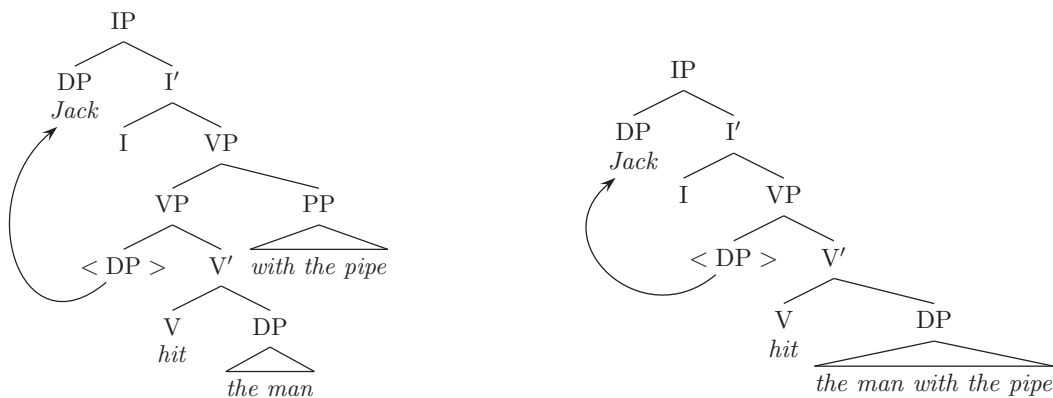 IP
DP I′
Jack
I VP
VP PP
< DP > V′ with the pipe
V DP
hit
the man
IP
DP I′
Jack
I VP
< DP > V′
V DP
hit
the man with the pipe